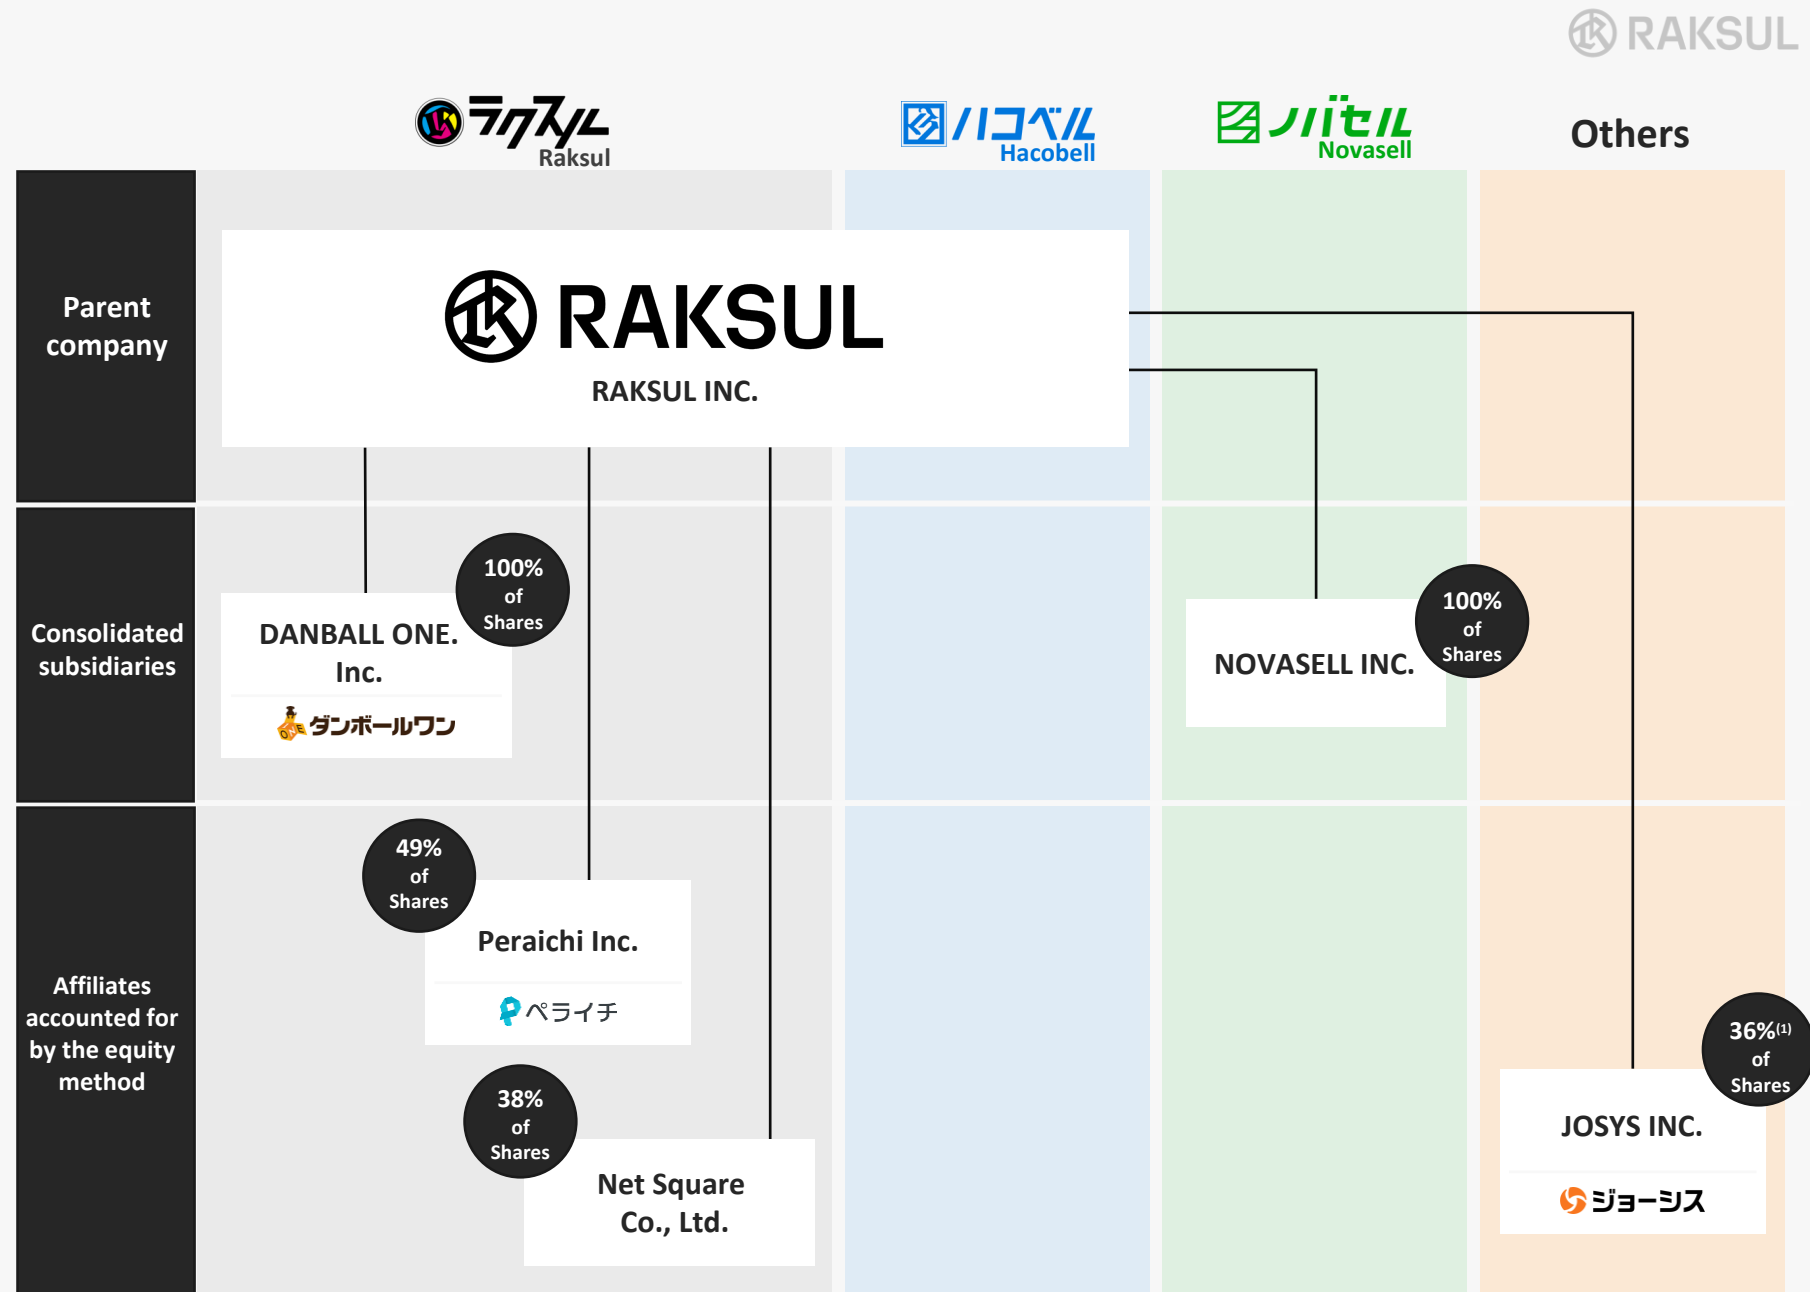 RAKSUL
ラクスル
Raksul
ハコベル
Hacobell
ノバセル
Novasell
Others
Parent
company
RAKSUL
RAKSUL INC.
Consolidated
subsidiaries
100%
of
Shares
DANBALL ONE.
Inc.
ONE
ダンボールワン
100%
of
Shares
NOVASELL INC.
Affiliates
accounted for
by the equity
method
49%
of
Shares
Peraichi Inc.
ペライチ
38%
of
Shares
Net Square
Co., Ltd.
36%(1)
of
Shares
JOSYS INC.
ジョーシス